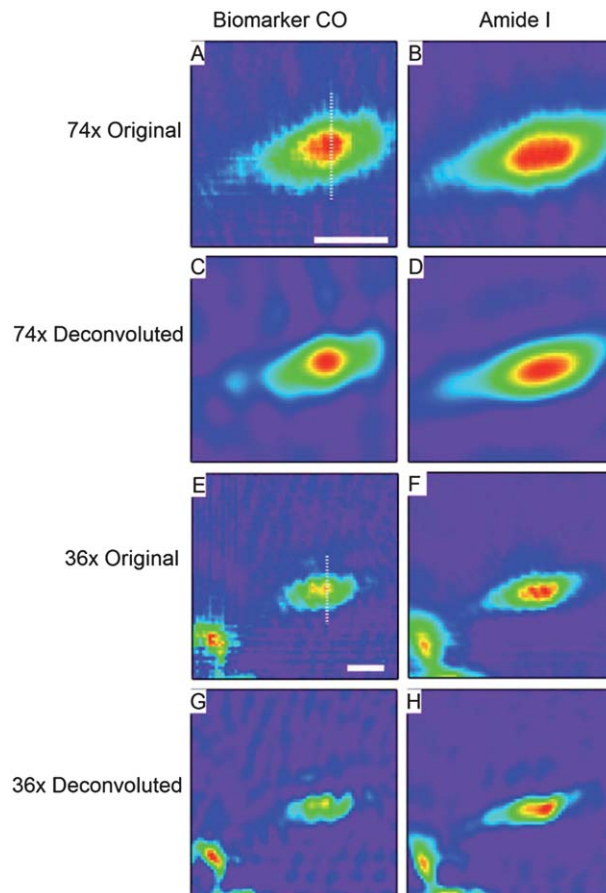 Biomarker CO Amide I
A B
74x Original
C D
74x Deconvoluted
E F
36x Original
G H
36x Deconvoluted